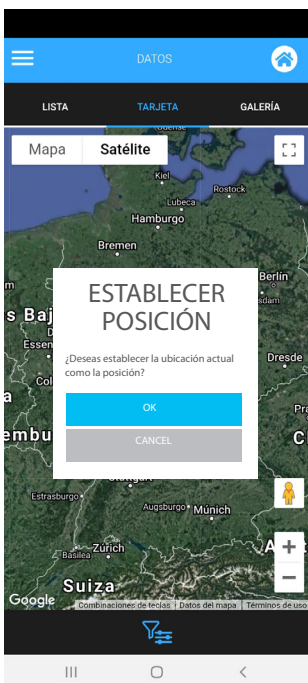 DATOS
LISTA TARJETA GALERÍA
Mapa Satélite
Kiel
Rostock
Lubeca
Hamburgo
Bremen
Berlín
s Baj
Essen
Dresde
ESTABLECER
POSICIÓN
¿Deseas establecer la ubicación actual
como la posición?
OK
CANCEL
Estrasburgo
Augsburgo
Múnich
Zúrich
Basilea
Suiza
Google
Combinaciones de teclas Datos del mapa Términos de uso